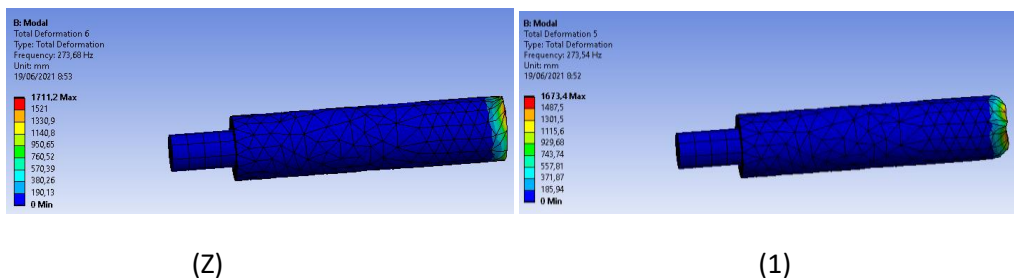 B: Modal
Total Deformation 6
Type: Total Deformation
Frequency: 273,68 Hz
Unit: mm
19/06/2021 8:53
1711,2 Max
1521
1330,9
1140,8
950,65
760,52
570,39
380,26
190,13
0 Min
B: Modal
Total Deformation 5
Type: Total Deformation
Frequency: 273,54 Hz
Unit: mm
19/06/2021 8:52
1673,4 Max
1487,5
1301,5
1115,6
929,68
743,74
557,81
371,87
185,94
0 Min
(Z)
(1)